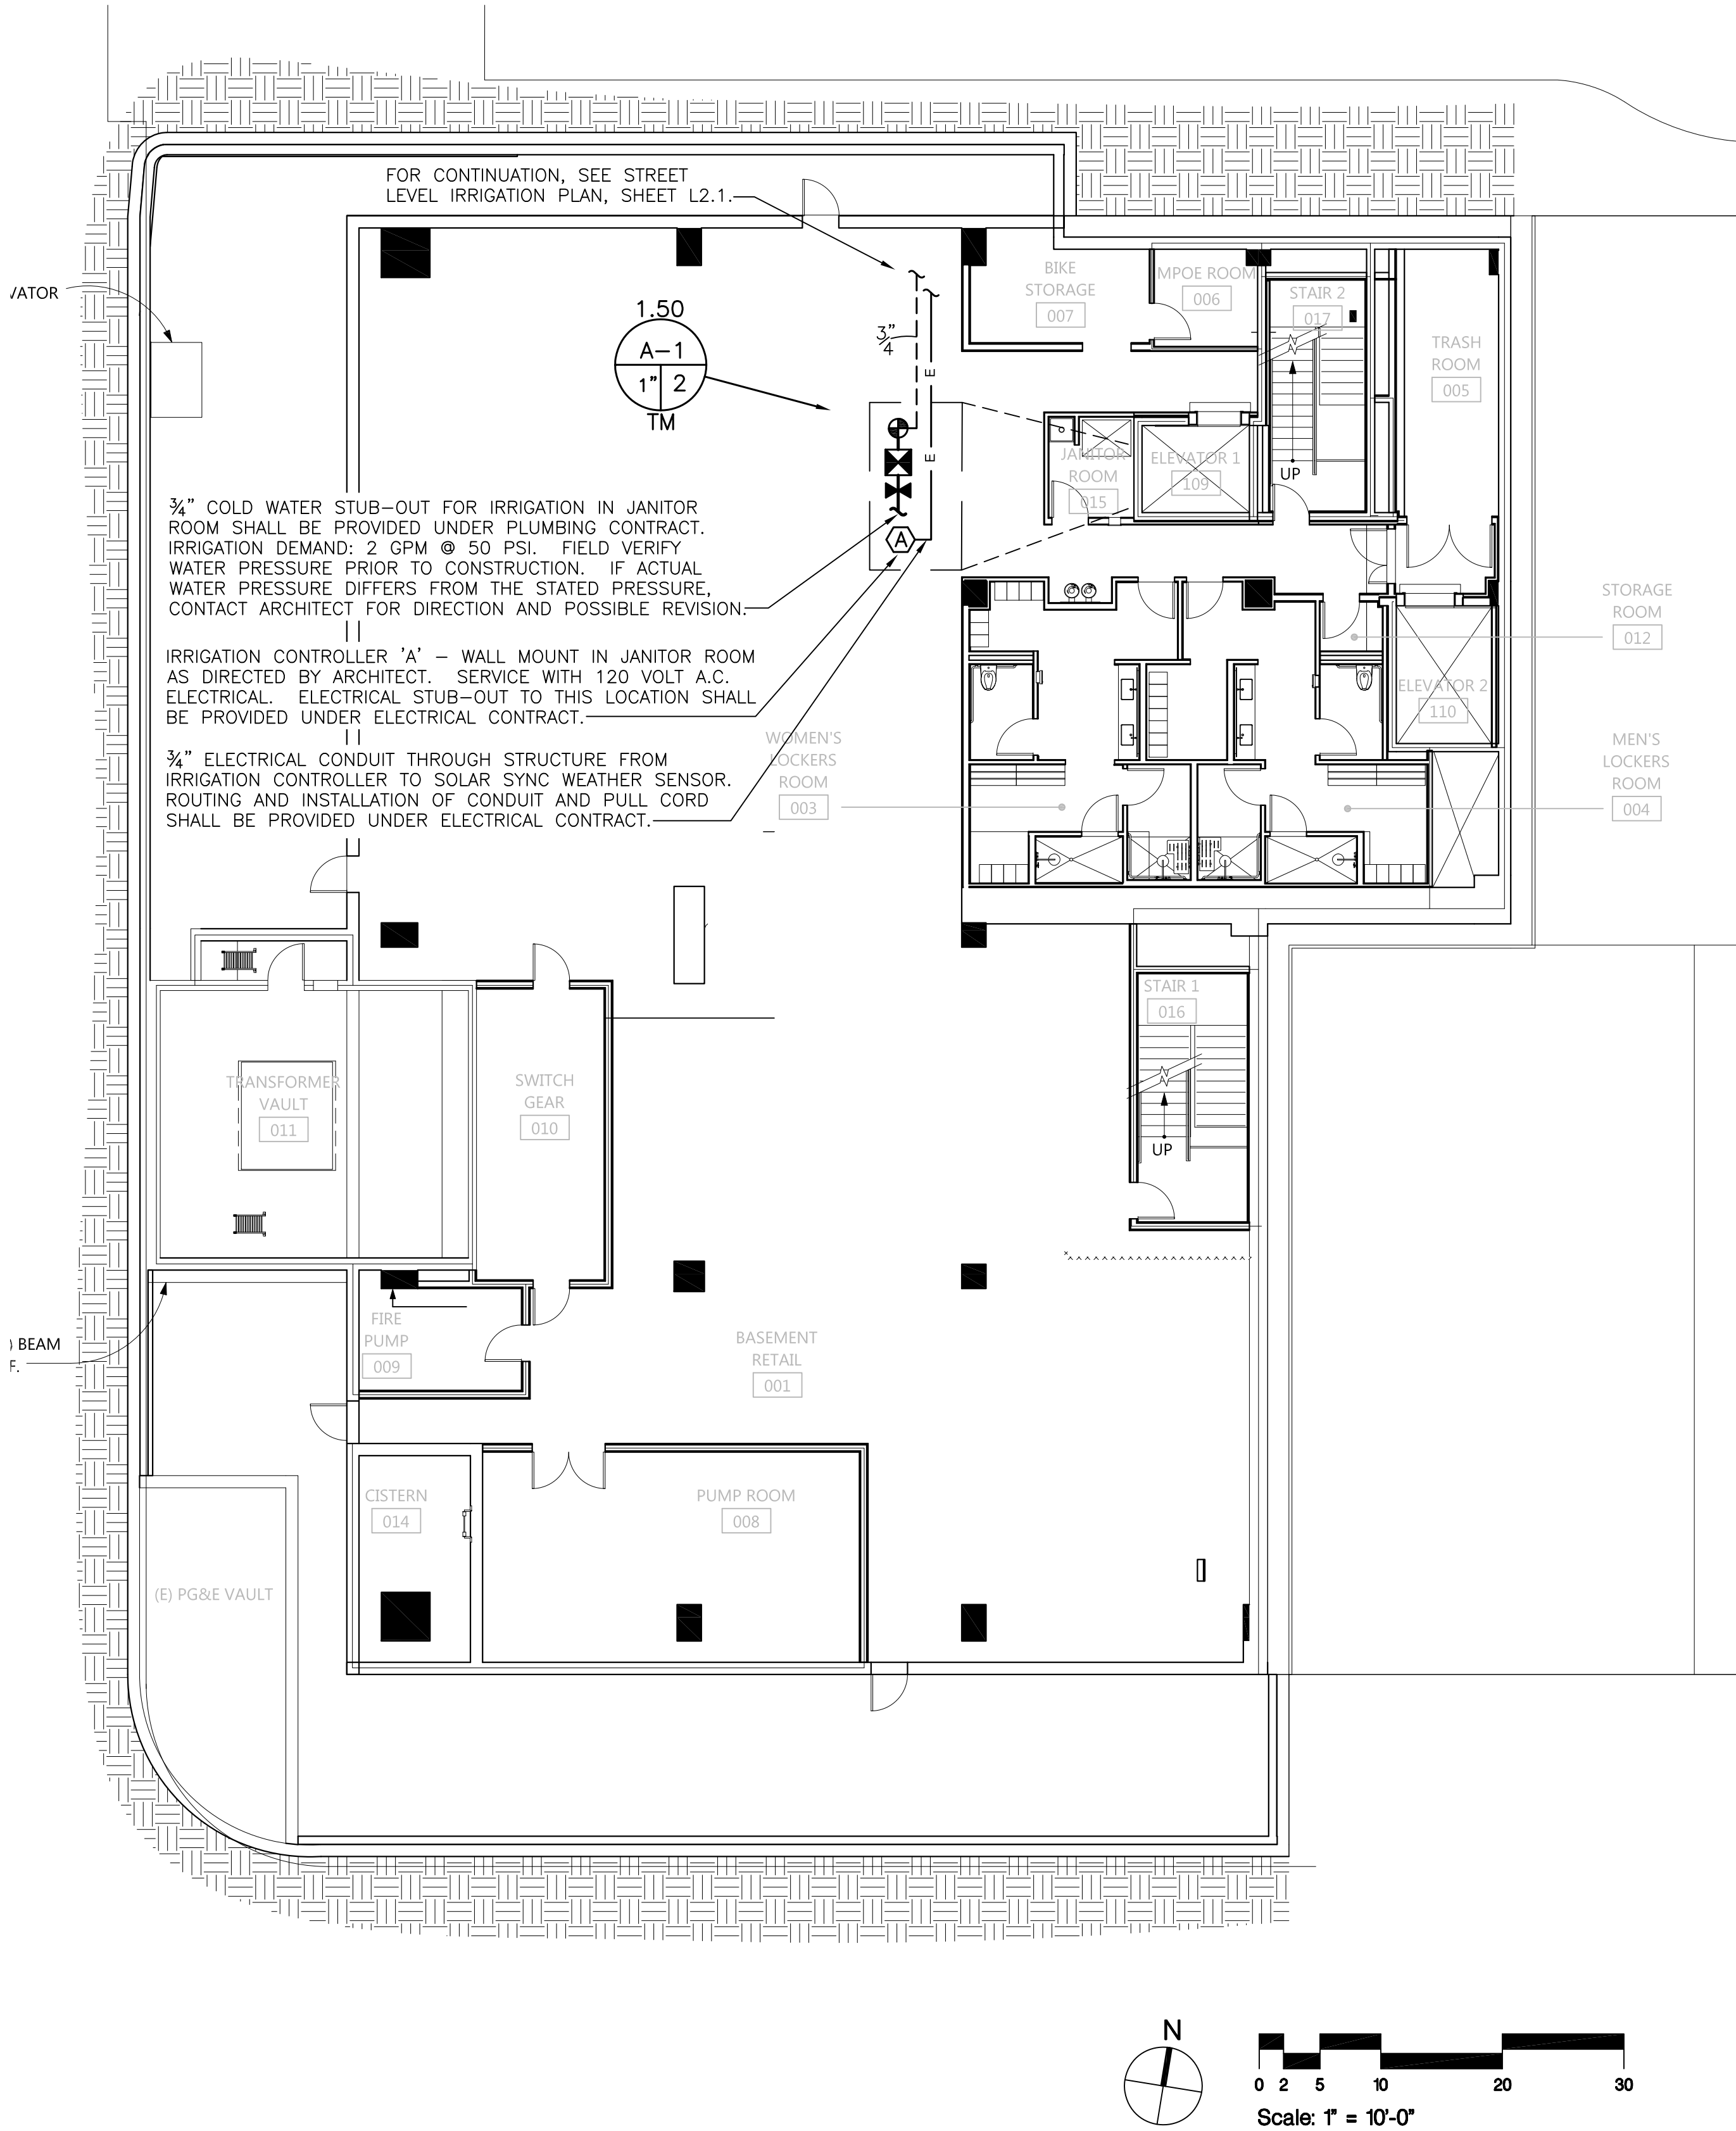 FOR CONTINUATION, SEE STREET
LEVEL IRRIGATION PLAN, SHEET L2.1.
VATOR
1.50
A-1
1" 2
TM
3/4"
E
E
A
BIKE
STORAGE
007
MPOE ROOM
006
STAIR 2
017
UP
TRASH
ROOM
005
JANITOR
ROOM
015
ELEVATOR 1
109
¾" COLD WATER STUB-OUT FOR IRRIGATION IN JANITOR
ROOM SHALL BE PROVIDED UNDER PLUMBING CONTRACT.
IRRIGATION DEMAND: 2 GPM @ 50 PSI. FIELD VERIFY
WATER PRESSURE PRIOR TO CONSTRUCTION. IF ACTUAL
WATER PRESSURE DIFFERS FROM THE STATED PRESSURE,
CONTACT ARCHITECT FOR DIRECTION AND POSSIBLE REVISION.
IRRIGATION CONTROLLER 'A' - WALL MOUNT IN JANITOR ROOM
AS DIRECTED BY ARCHITECT. SERVICE WITH 120 VOLT A.C.
ELECTRICAL. ELECTRICAL STUB-OUT TO THIS LOCATION SHALL
BE PROVIDED UNDER ELECTRICAL CONTRACT.
¾" ELECTRICAL CONDUIT THROUGH STRUCTURE FROM
IRRIGATION CONTROLLER TO SOLAR SYNC WEATHER SENSOR.
ROUTING AND INSTALLATION OF CONDUIT AND PULL CORD
SHALL BE PROVIDED UNDER ELECTRICAL CONTRACT.
STORAGE
ROOM
012
ELEVATOR 2
110
WOMEN'S
LOCKERS
ROOM
003
MEN'S
LOCKERS
ROOM
004
STAIR 1
016
UP
TRANSFORMER
VAULT
011
SWITCH
GEAR
010
) BEAM
F.
FIRE
PUMP
009
BASEMENT
RETAIL
001
CISTERN
014
PUMP ROOM
008
(E) PG&E VAULT
N
0 2 5 10 20 30
Scale: 1" = 10'-0"